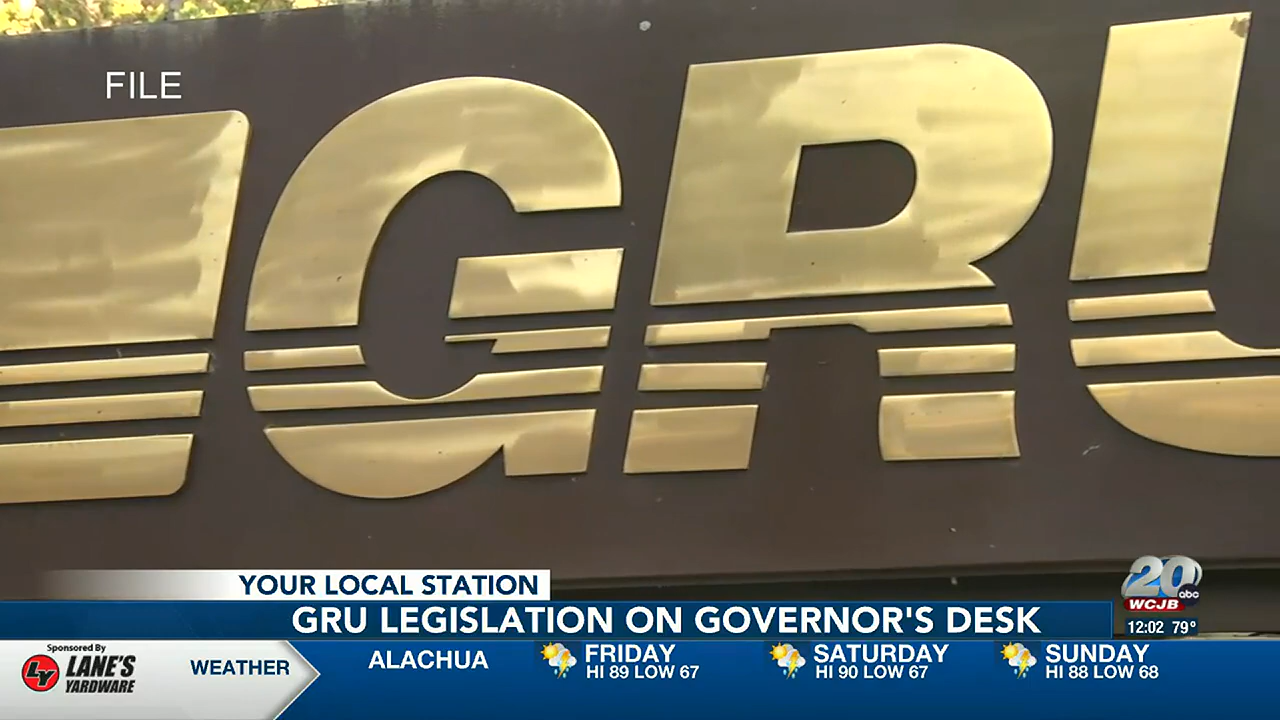 FILE
GRU
YOUR LOCAL STATION
GRU LEGISLATION ON GOVERNOR'S DESK
20
abc
WCJB
12:02 79°
Sponsored By
LY LANE'S
YARDWARE
WEATHER
ALACHUA
FRIDAY
HI 89 LOW 67
SATURDAY
HI 90 LOW 67
SUNDAY
HI 88 LOW 68